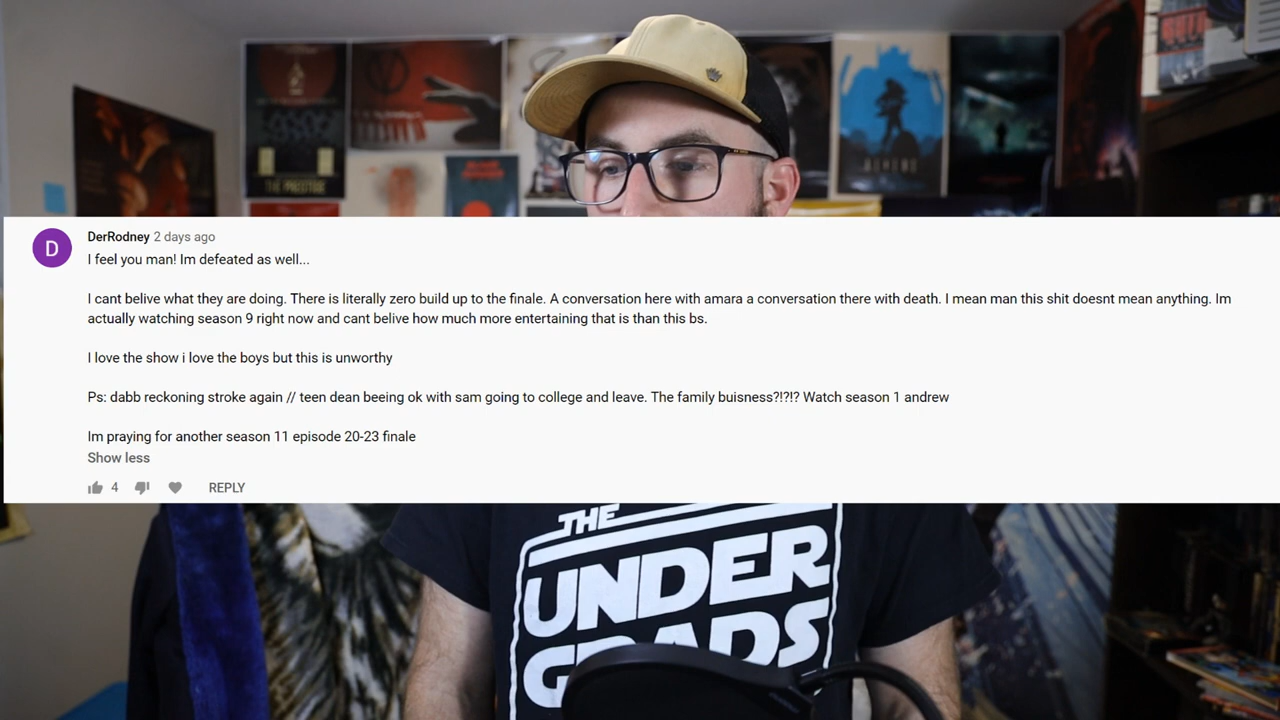 THE PRESTIGE
ALIENS
D
DerRodney 2 days ago
I feel you man! Im defeated as well...
I cant belive what they are doing. There is literally zero build up to the finale. A conversation here with amara a conversation there with death. I mean man this shit doesnt mean anything. Im
actually watching season 9 right now and cant belive how much more entertaining that is than this bs.
I love the show i love the boys but this is unworthy
Ps: dabb reckoning stroke again // teen dean beeing ok with sam going to college and leave. The family buisness?!?!? Watch season 1 andrew
Im praying for another season 11 episode 20-23 finale
Show less
4
REPLY
THE
UNDER
GRADS